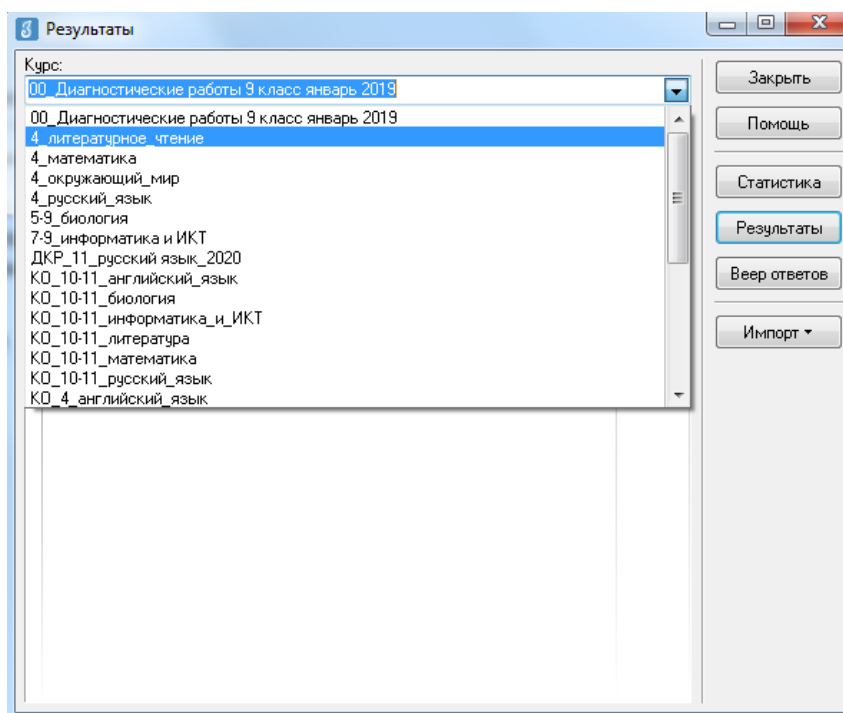 Результаты
Курс:
00_Диагностические работы 9 класс январь 2019
00_Диагностические работы 9 класс январь 2019
4_литературное_чтение
4_математика
4_окружающий_мир
4_русский_язык
5-9_биология
7-9_информатика и ИКТ
ДКР_11_русский язык_2020
КО_10-11_английский_язык
КО_10-11_биология
КО_10-11_информатика_и_ИКТ
КО_10-11_литература
КО_10-11_математика
КО_10-11_русский_язык
КО_4_английский_язык
Закрыть
Помощь
Статистика
Результаты
Веер ответов
Импорт